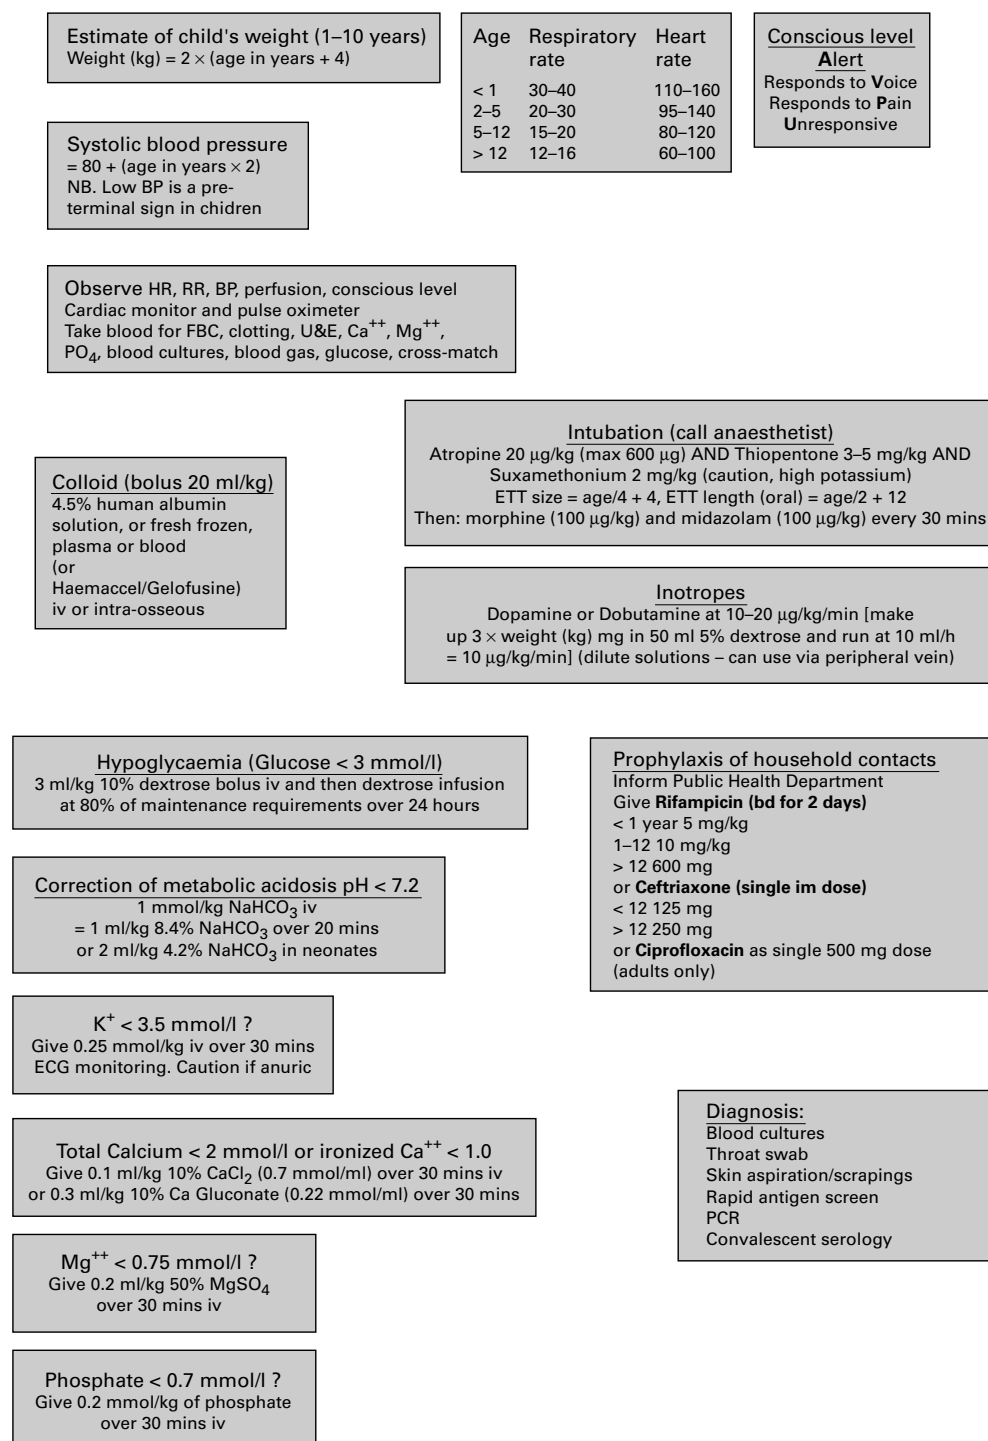 Estimate of child's weight (1–10 years)
Weight (kg) = 2 × (age in years + 4)
Age Respiratory rate Heart rate
< 1 30–40 110–160
2–5 20–30 95–140
5–12 15–20 80–120
> 12 12–16 60–100
Conscious level
Alert
Responds to Voice
Responds to Pain
Unresponsive
Systolic blood pressure
= 80 + (age in years × 2)
NB. Low BP is a pre-
terminal sign in chidren
Observe HR, RR, BP, perfusion, conscious level
Cardiac monitor and pulse oximeter
Take blood for FBC, clotting, U&E, Ca++, Mg++,
PO4, blood cultures, blood gas, glucose, cross-match
Intubation (call anaesthetist)
Atropine 20 µg/kg (max 600 µg) AND Thiopentone 3–5 mg/kg AND
Suxamethonium 2 mg/kg (caution, high potassium)
ETT size = age/4 + 4, ETT length (oral) = age/2 + 12
Then: morphine (100 µg/kg) and midazolam (100 µg/kg) every 30 mins
Colloid (bolus 20 ml/kg)
4.5% human albumin
solution, or fresh frozen,
plasma or blood
(or
Haemaccel/Gelofusine)
iv or intra-osseous
Inotropes
Dopamine or Dobutamine at 10–20 µg/kg/min [make
up 3 × weight (kg) mg in 50 ml 5% dextrose and run at 10 ml/h
= 10 µg/kg/min] (dilute solutions – can use via peripheral vein)
Hypoglycaemia (Glucose < 3 mmol/l)
3 ml/kg 10% dextrose bolus iv and then dextrose infusion
at 80% of maintenance requirements over 24 hours
Prophylaxis of household contacts
Inform Public Health Department
Give Rifampicin (bd for 2 days)
< 1 year 5 mg/kg
1–12 10 mg/kg
> 12 600 mg
or Ceftriaxone (single im dose)
< 12 125 mg
> 12 250 mg
or Ciprofloxacin as single 500 mg dose
(adults only)
Correction of metabolic acidosis pH < 7.2
1 mmol/kg NaHCO3 iv
= 1 ml/kg 8.4% NaHCO3 over 20 mins
or 2 ml/kg 4.2% NaHCO3 in neonates
K+ < 3.5 mmol/l ?
Give 0.25 mmol/kg iv over 30 mins
ECG monitoring. Caution if anuric
Total Calcium < 2 mmol/l or ironized Ca++ < 1.0
Give 0.1 ml/kg 10% CaCl2 (0.7 mmol/ml) over 30 mins iv
or 0.3 ml/kg 10% Ca Gluconate (0.22 mmol/ml) over 30 mins
Diagnosis:
Blood cultures
Throat swab
Skin aspiration/scrapings
Rapid antigen screen
PCR
Convalescent serology
Mg++ < 0.75 mmol/l ?
Give 0.2 ml/kg 50% MgSO4
over 30 mins iv
Phosphate < 0.7 mmol/l ?
Give 0.2 mmol/kg of phosphate
over 30 mins iv